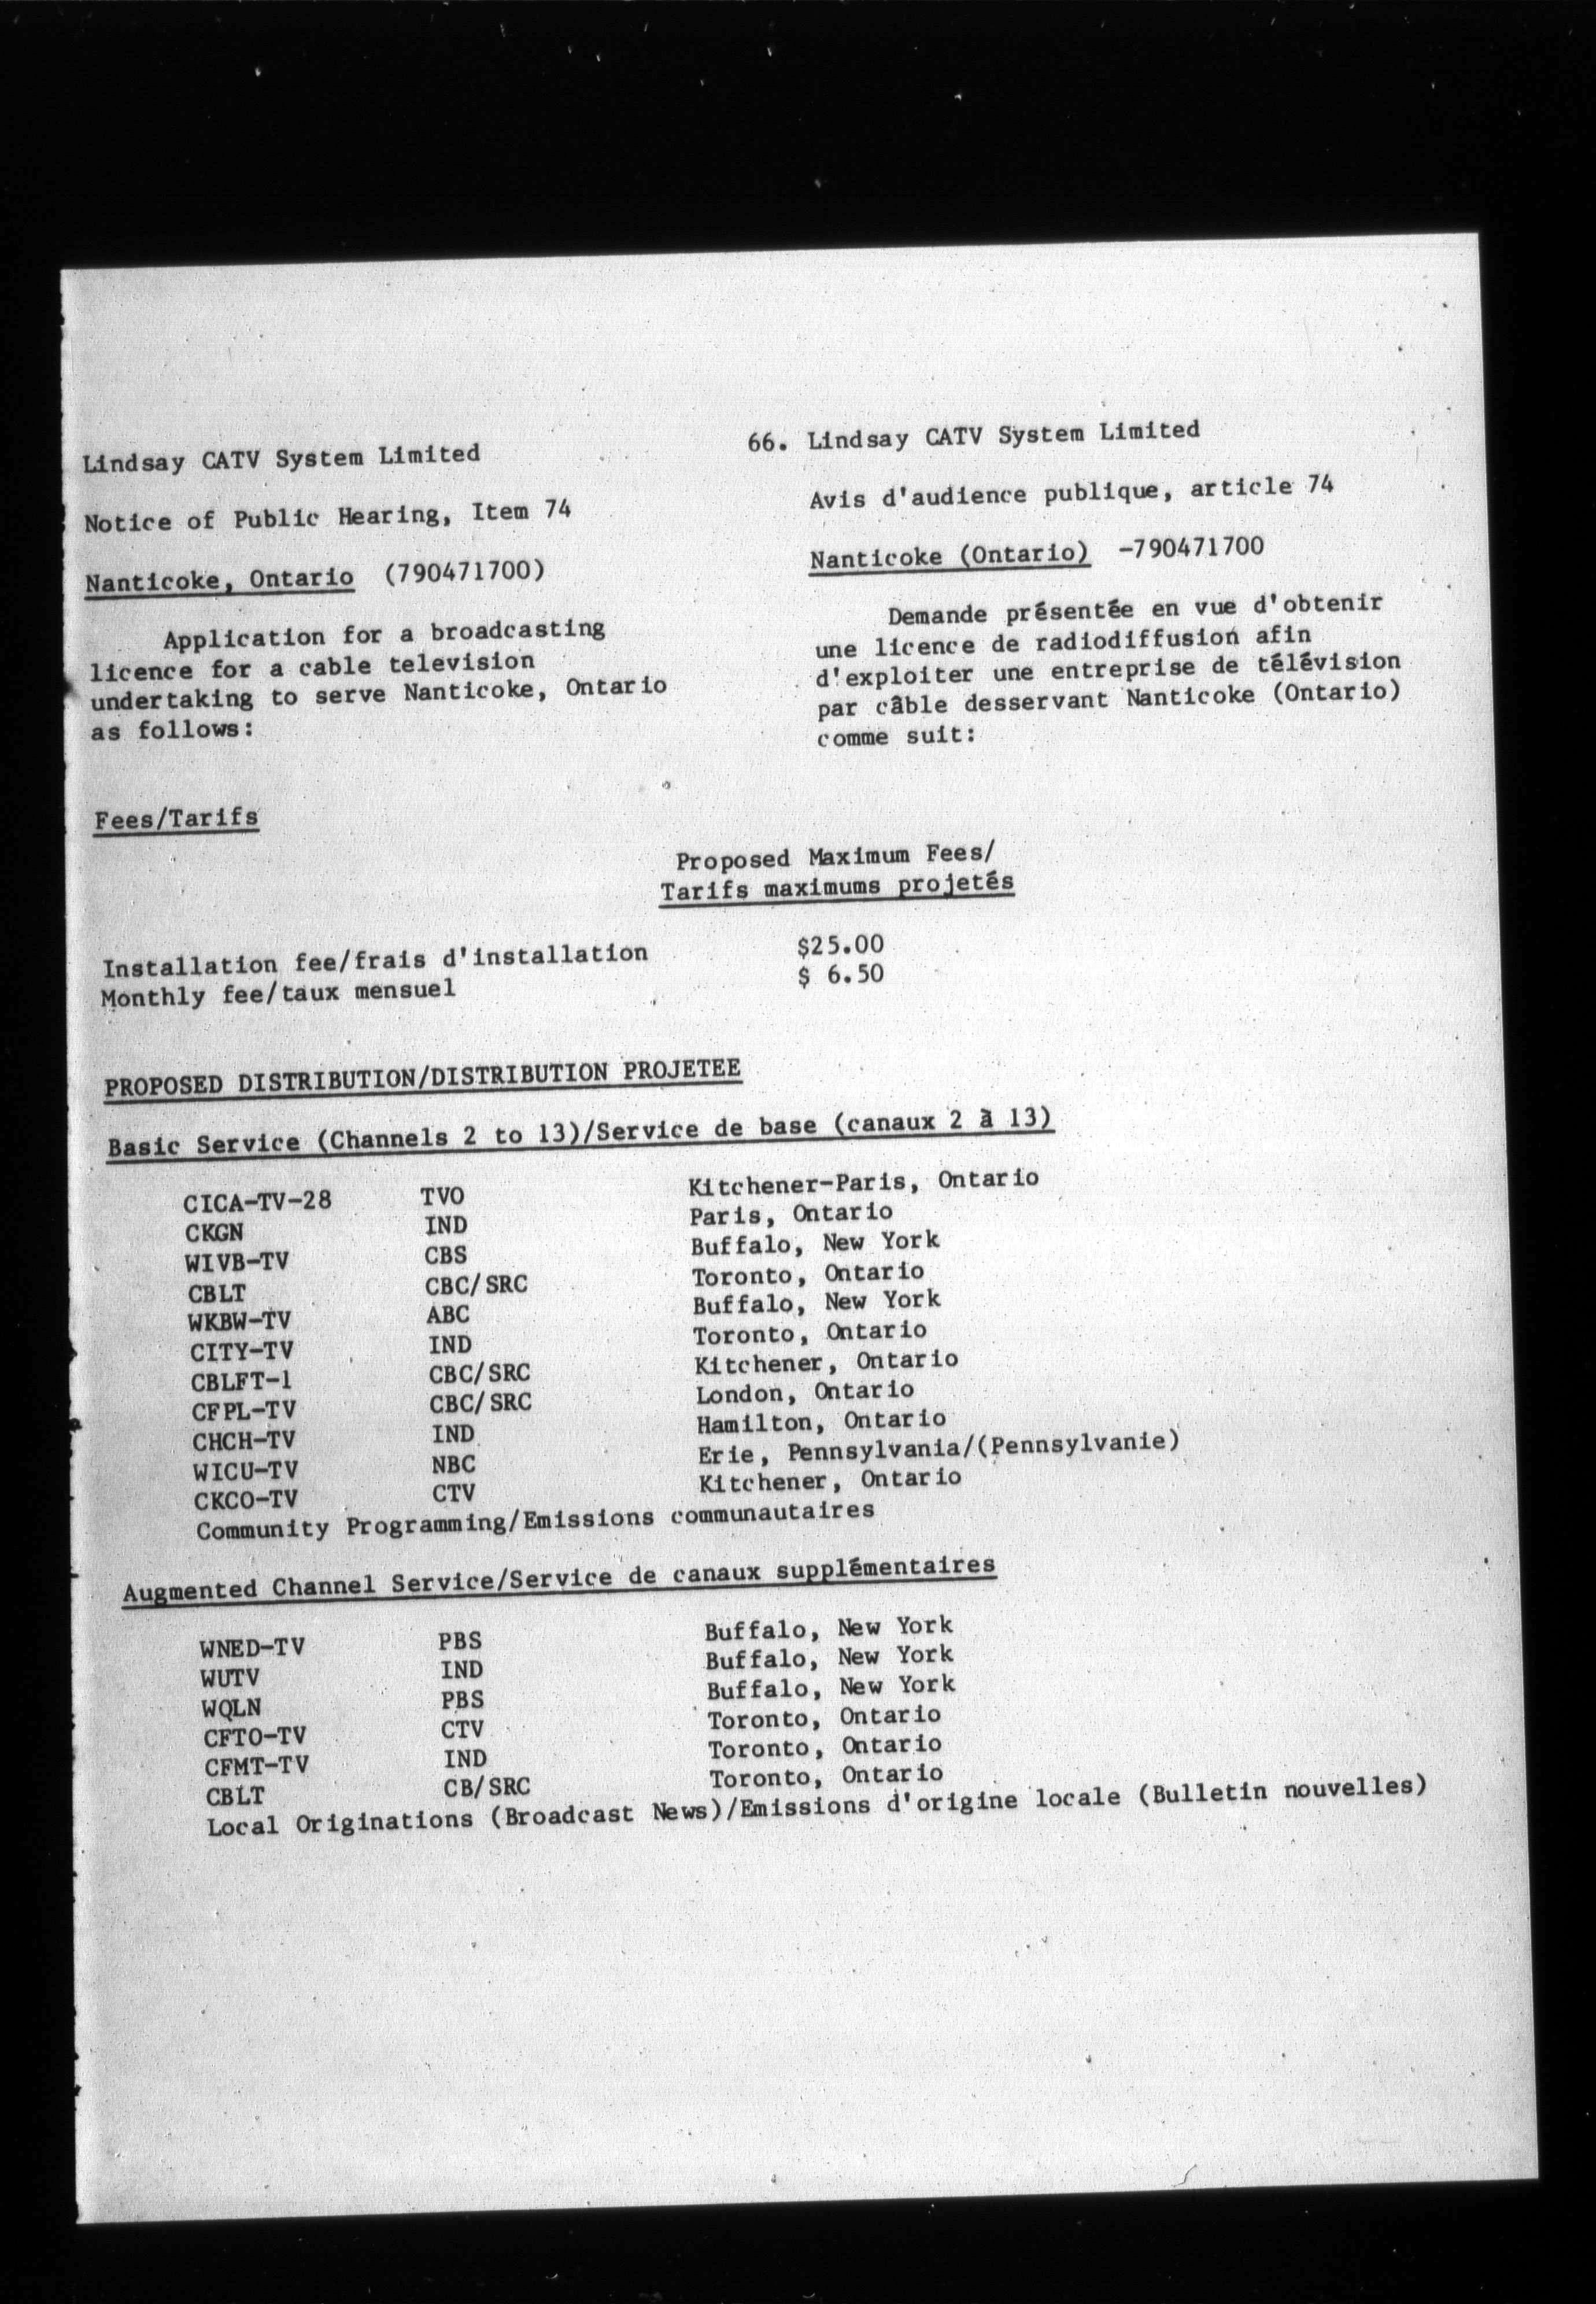 Lindsay CATV System Limited
Notice of Public Hearing, Item 74
Nanticoke, Ontario (790471700)
Application for a broadcasting
licence for a cable television
undertaking to serve Nanticoke, Ontario
as follows:
66. Lindsay CATV System Limited
Avis d'audience publique, article 74
Nanticoke (Ontario) -790471700
Demande présentée en vue d'obtenir
une licence de radiodiffusion afin
d'exploiter une entreprise de télévision
par câble desservant Nanticoke (Ontario)
comme suit:
Fees/Tarifs
Proposed Maximum Fees/
Tarifs maximums projetés
Installation fee/frais d'installation $25.00
Monthly fee/taux mensuel $ 6.50
PROPOSED DISTRIBUTION/DISTRIBUTION PROJETEE
Basic Service (Channels 2 to 13)/Service de base (canaux 2 à 13)
CICA-TV-28 TVO Kitchener-Paris, Ontario
CKGN IND Paris, Ontario
WIVB-TV CBS Buffalo, New York
CBLT CBC/SRC Toronto, Ontario
WKBW-TV ABC Buffalo, New York
CITY-TV IND Toronto, Ontario
CBLFT-1 CBC/SRC Kitchener, Ontario
CFPL-TV CBC/SRC London, Ontario
CHCH-TV IND Hamilton, Ontario
WICU-TV NBC Erie, Pennsylvania/(Pennsylvanie)
CKCO-TV CTV Kitchener, Ontario
Community Programming/Emissions communautaires
Augmented Channel Service/Service de canaux supplémentaires
WNED-TV PBS Buffalo, New York
WUTV IND Buffalo, New York
WQLN PBS Buffalo, New York
CFTO-TV CTV Toronto, Ontario
CFMT-TV IND Toronto, Ontario
CBLT CB/SRC Toronto, Ontario
Local Originations (Broadcast News)/Emissions d'origine locale (Bulletin nouvelles)